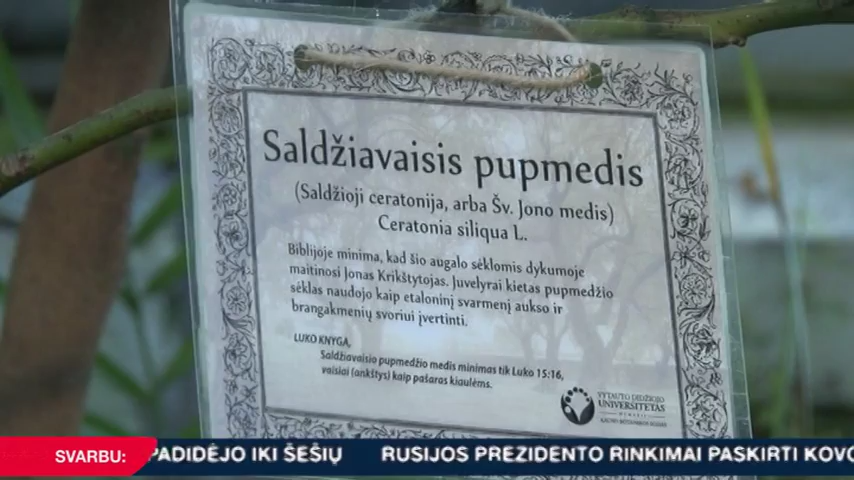 Saldžiavaisis pupmedis
(Saldžioji ceratonija, arba Šv. Jono medis)
Ceratonia siliqua L.
Biblijoje minima, kad šio augalo sėklomis dykumoje
maitinosi Jonas Krikštytojas. Juvelyrai kietas pupmedžio
sėklas naudojo kaip etaloninį svarmenį aukso ir
brangakmenių svoriui įvertinti.
LUKO KNYGA,
Saldžiavaisio pupmedžio medis minimas tik Luko 15:16,
vaisiai (ankštys) kaip pašaras kiaulėms.
VYTAUTO DIDŽIOJO
UNIVERSITETAS
SVARBU: PADIDĖJO IKI ŠEŠIŲ RUSIJOS PREZIDENTO RINKIMAI PASKIRTI KOVO